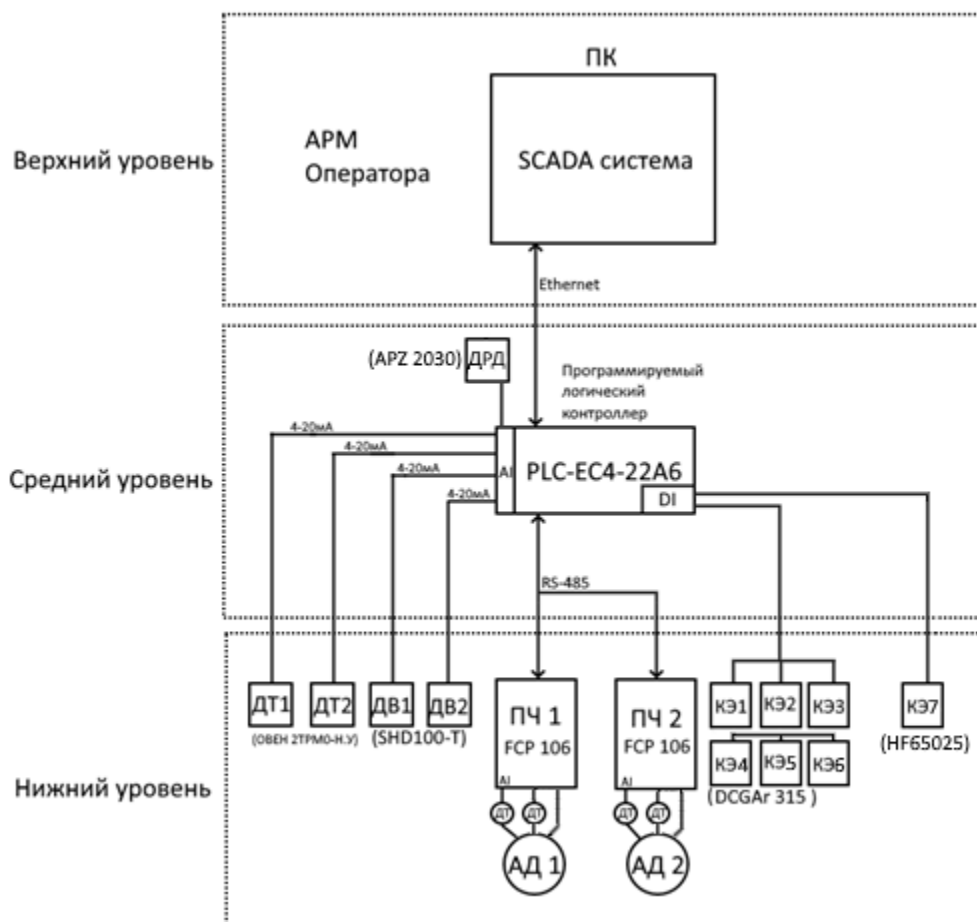 ПК
Верхний уровень
АРМ
Оператора
SCADA система
Ethernet
(APZ 2030)
ДРД
Программируемый
логический
контроллер
4-20мА
4-20мА
4-20мА
4-20мА
Средний уровень
AI
PLC-EC4-22A6
DI
RS-485
ДТ1
ДТ2
ДВ1
ДВ2
(ОВЕН 2ТРМ0-Н.У)
(SHD100-T)
ПЧ 1
FCP 106
AI
ПЧ 2
FCP 106
AI
КЭ1
КЭ2
КЭ3
КЭ4
КЭ5
КЭ6
(DCGAr 315 )
КЭ7
(HF65025)
Нижний уровень
ДТ
ДТ
ДТ
ДТ
АД 1
АД 2